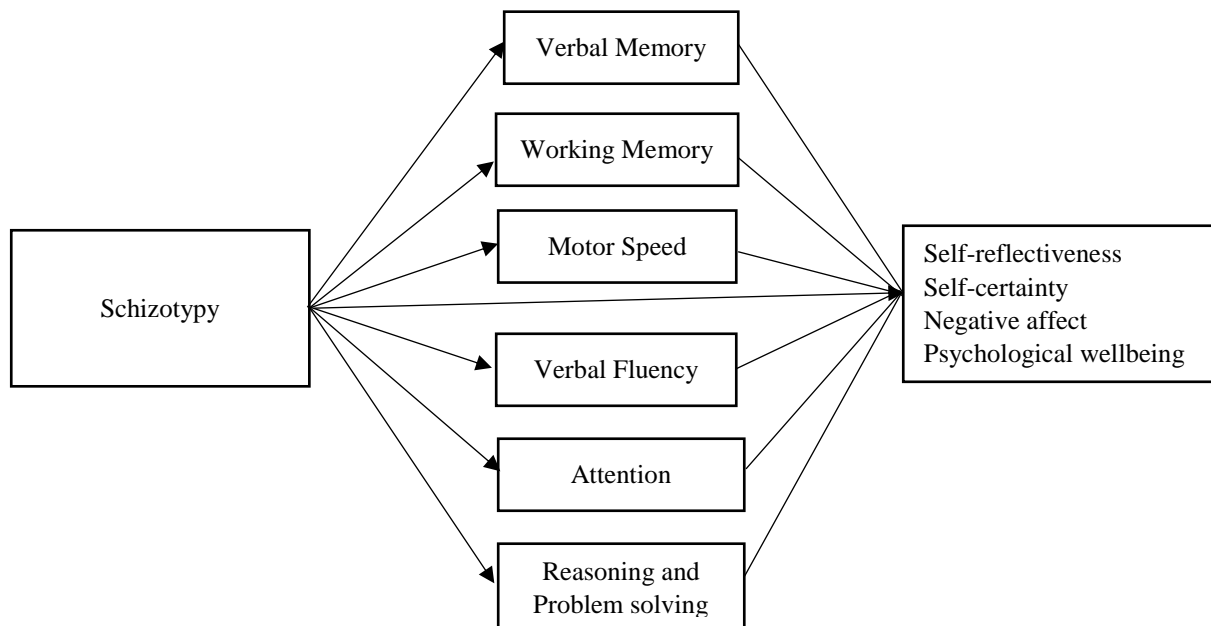 Verbal Memory
Working Memory
Motor Speed
Schizotypy
Verbal Fluency
Attention
Reasoning and
Problem solving
Self-reflectiveness
Self-certainty
Negative affect
Psychological wellbeing